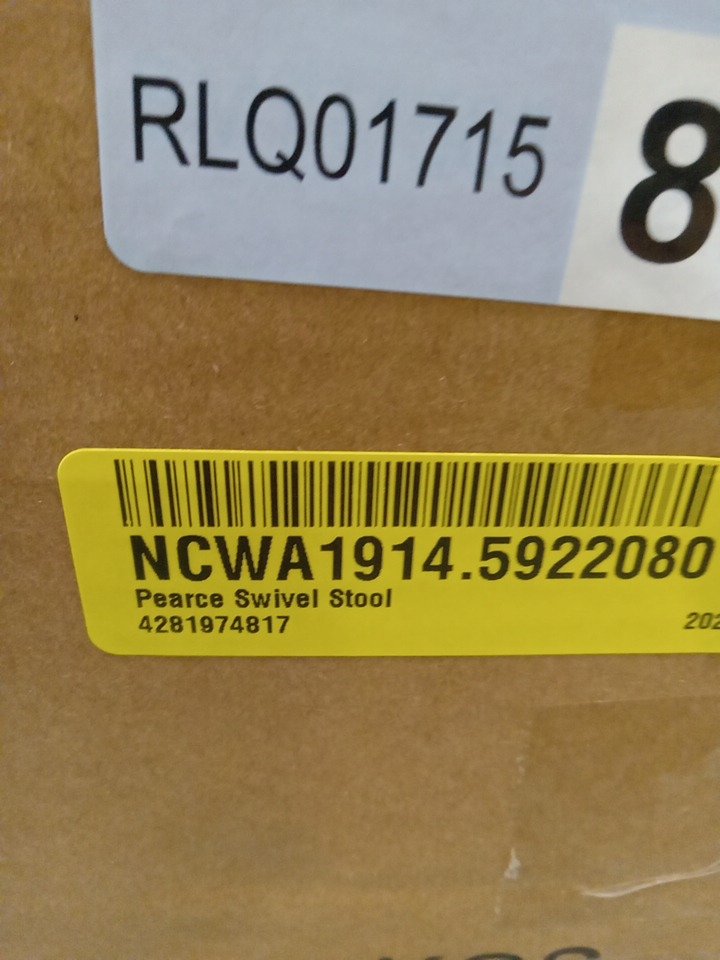 RLQ01715
8
NCWA1914.5922080
Pearce Swivel Stool
4281974817
202